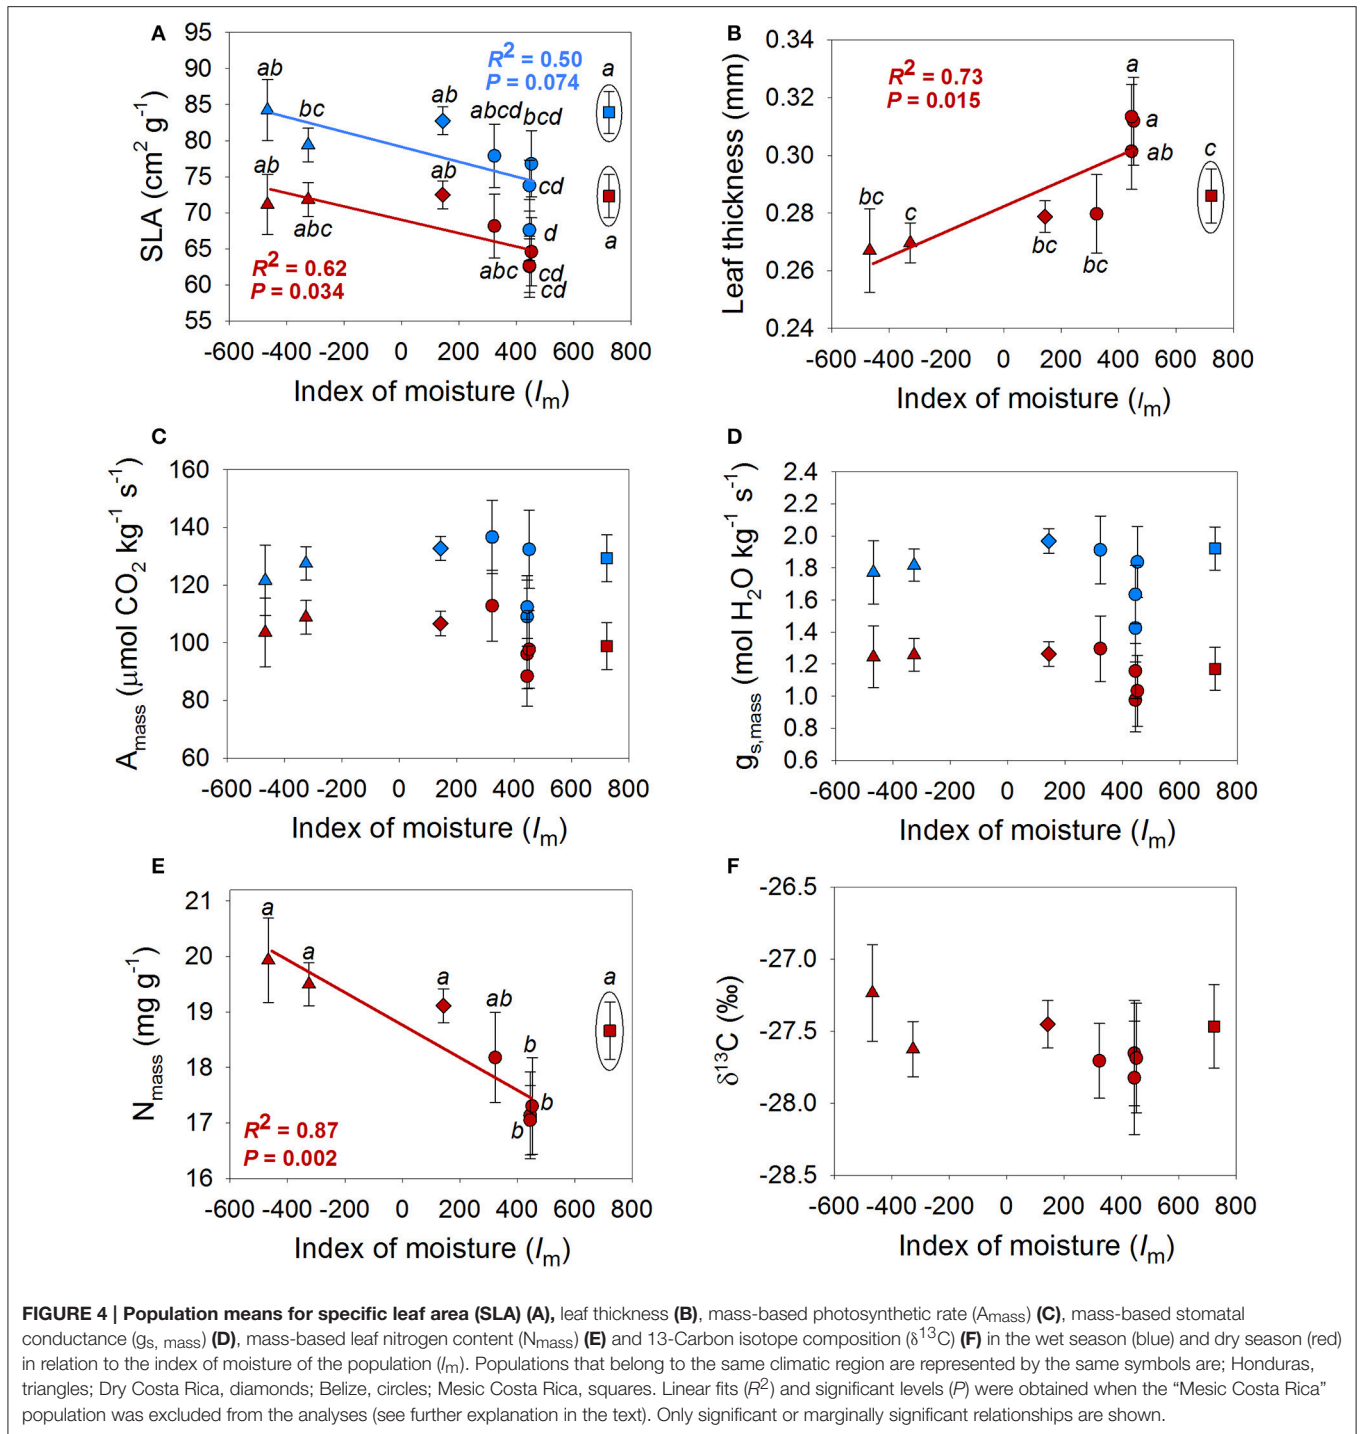 A
B
95
90
85
80
75
70
65
60
55
SLA (cm² g⁻¹)
R² = 0.50
P = 0.074
R² = 0.62
P = 0.034
ab
bc
ab
abcd
bcd
a
ab
abc
ab
cd
d
abc
cd
cd
a
-600 -400 -200 0 200 400 600 800
Index of moisture (Im)
0.34
0.32
0.30
0.28
0.26
0.24
Leaf thickness (mm)
R² = 0.73
P = 0.015
a
a
ab
c
bc
c
bc
bc
-600 -400 -200 0 200 400 600 800
Index of moisture (Im)
C
D
160
140
120
100
80
60
Amass (μmol CO₂ kg⁻¹ s⁻¹)
-600 -400 -200 0 200 400 600 800
Index of moisture (Im)
2.4
2.2
2.0
1.8
1.6
1.4
1.2
1.0
0.8
0.6
gs,mass (mol H₂O kg⁻¹ s⁻¹)
-600 -400 -200 0 200 400 600 800
Index of moisture (Im)
E
F
21
20
19
18
17
16
Nmass (mg g⁻¹)
a
a
a
ab
b
b
b
a
R² = 0.87
P = 0.002
-600 -400 -200 0 200 400 600 800
Index of moisture (Im)
-26.5
-27.0
-27.5
-28.0
-28.5
δ¹³C (‰)
-600 -400 -200 0 200 400 600 800
Index of moisture (Im)
FIGURE 4 | Population means for specific leaf area (SLA) (A), leaf thickness (B), mass-based photosynthetic rate (Amass) (C), mass-based stomatal
conductance (gs, mass) (D), mass-based leaf nitrogen content (Nmass) (E) and 13-Carbon isotope composition (δ¹³C) (F) in the wet season (blue) and dry season (red)
in relation to the index of moisture of the population (Im). Populations that belong to the same climatic region are represented by the same symbols are; Honduras,
triangles; Dry Costa Rica, diamonds; Belize, circles; Mesic Costa Rica, squares. Linear fits (R²) and significant levels (P) were obtained when the “Mesic Costa Rica”
population was excluded from the analyses (see further explanation in the text). Only significant or marginally significant relationships are shown.